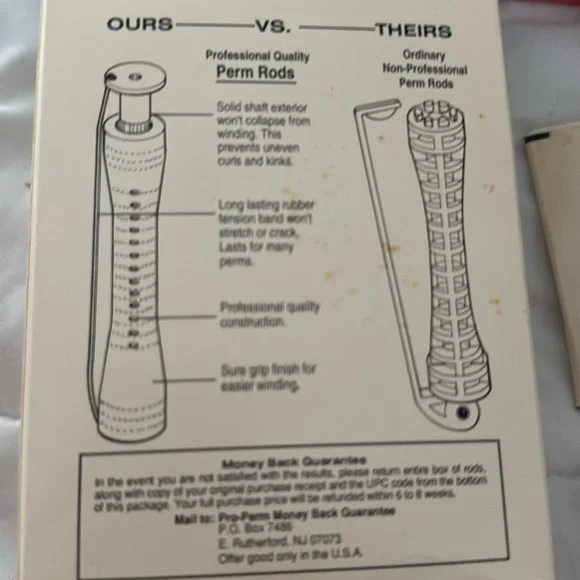 OURS VS. THEIRS
Professional Quality
Perm Rods
Solid shaft exterior
won't collapse from
winding. This
prevents uneven
curls and kinks.
Long lasting rubber
tension band won't
stretch or crack,
Lasts for many
perms.
Professional quality
construction.
Sure grip finish for
easier winding.
Ordinary
Non-Professional
Perm Rods
Money Back Guarantee
In the event you are not satisfied with the results, please return entire box of rods,
along with copy of your original purchase receipt and the UPC code from the bottom
of this package. Your full purchase price will be refunded within 6 to 8 weeks.
Mail to: Pro-Perm Money Back Guarantee
P.O. Box 7486
E. Rutherford, NJ 07073
Offer good only in the U.S.A.